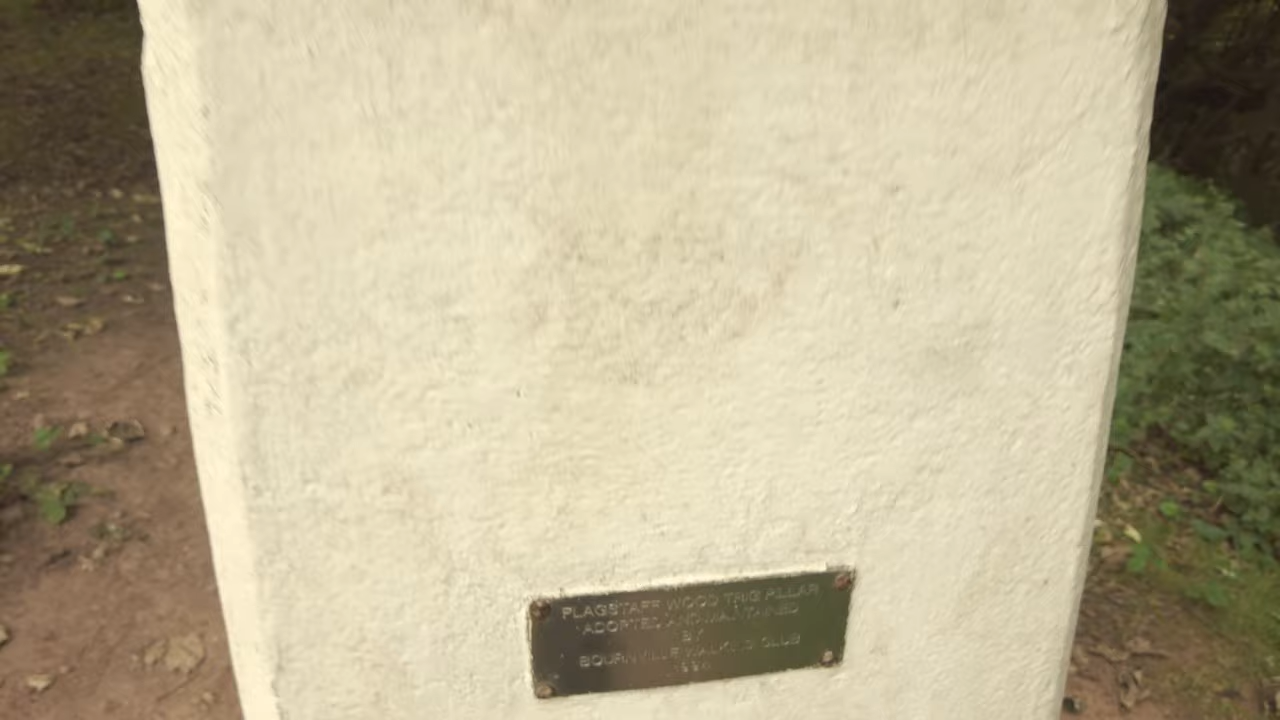 FLAGSTAFF WOOD TRIG PILLAR
ADOPTED AND MAINTAINED
BY
BOURNVILLE WALKING CLUB